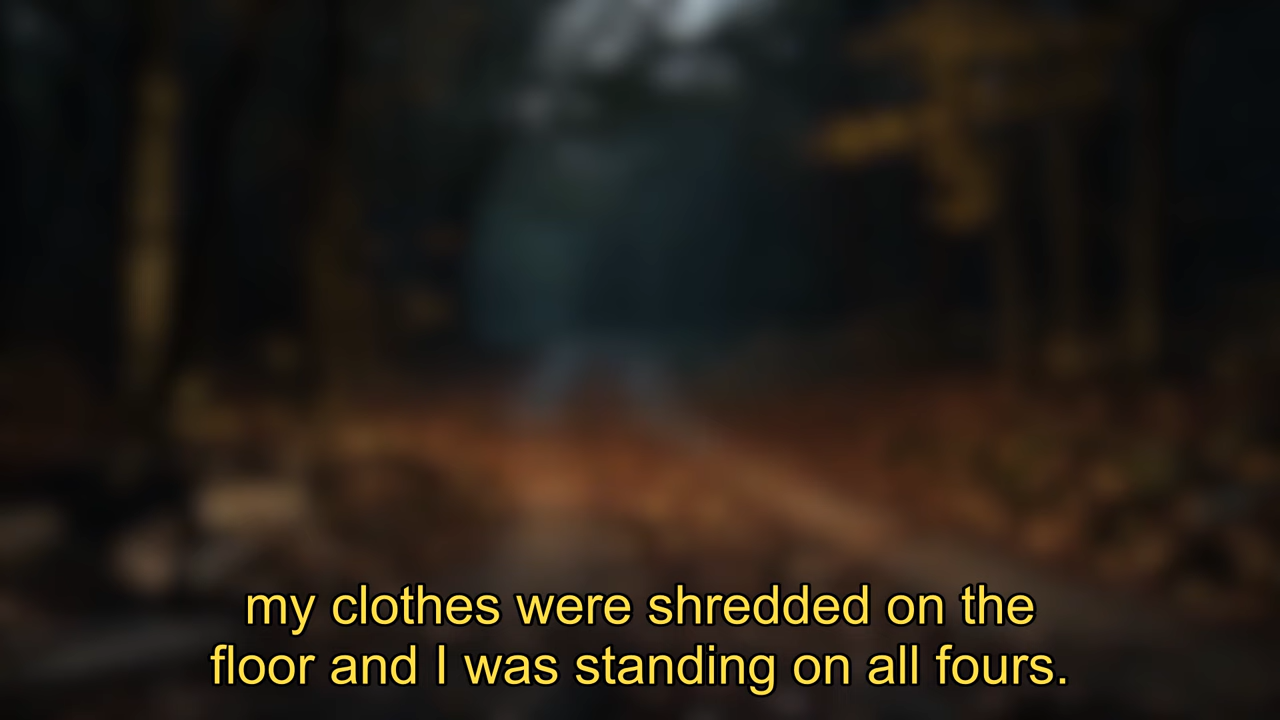 my clothes were shredded on the
floor and I was standing on all fours.